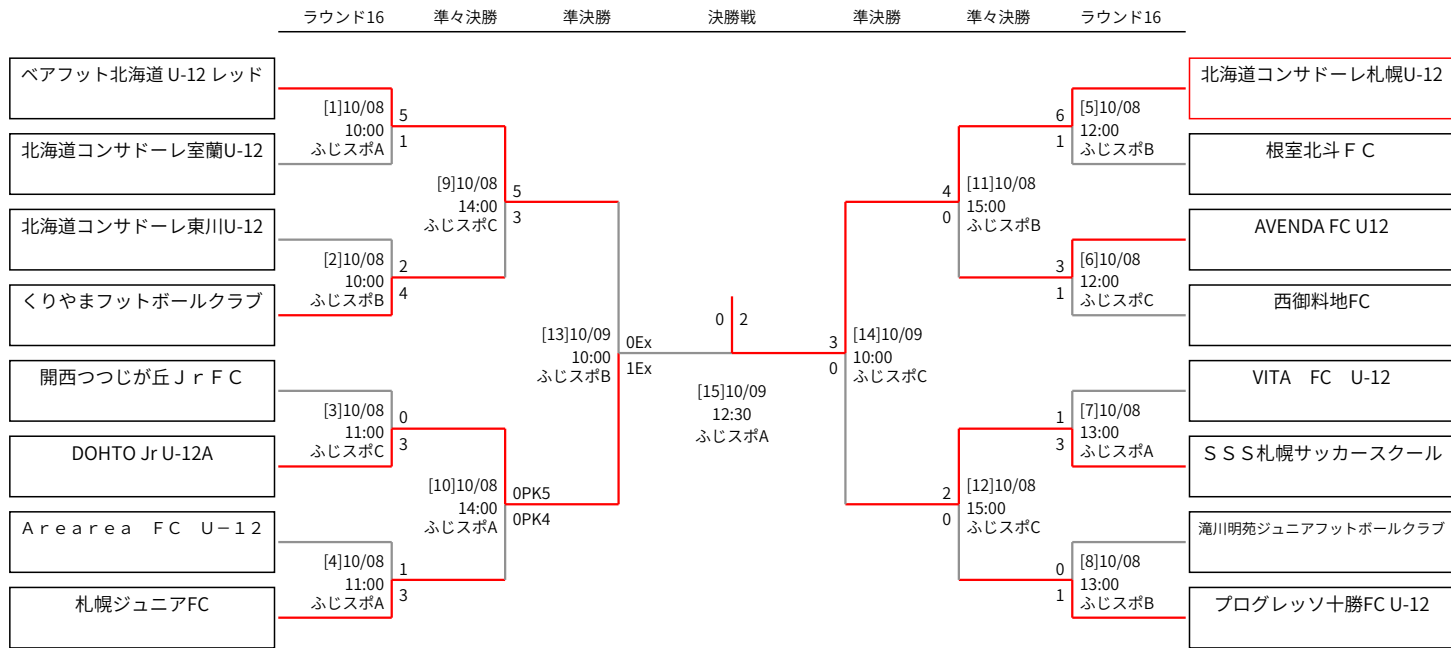 ラウンド16 準々決勝 準決勝 決勝戦 準決勝 準々決勝 ラウンド16
ベアフット北海道 U-12 レッド
北海道コンサドーレ室蘭U-12
北海道コンサドーレ東川U-12
くりやまフットボールクラブ
開西つつじが丘ＪｒＦＣ
DOHTO Jr U-12A
Ａｒｅａｒｅａ　ＦＣ　Ｕ－１２
札幌ジュニアFC
[1]10/08
10:00
ふじスポA
5
1
[2]10/08
10:00
ふじスポB
2
4
[3]10/08
11:00
ふじスポC
0
3
[4]10/08
11:00
ふじスポA
1
3
[9]10/08
14:00
ふじスポC
5
3
[10]10/08
14:00
ふじスポA
0PK5
0PK4
[13]10/09
10:00
ふじスポB
0Ex
1Ex
0 2
[15]10/09
12:30
ふじスポA
3
0
[14]10/09
10:00
ふじスポC
4
0
[11]10/08
15:00
ふじスポB
2
0
[12]10/08
15:00
ふじスポC
6
1
[5]10/08
12:00
ふじスポB
3
1
[6]10/08
12:00
ふじスポC
1
3
[7]10/08
13:00
ふじスポA
0
1
[8]10/08
13:00
ふじスポB
北海道コンサドーレ札幌U-12
根室北斗ＦＣ
AVENDA FC U12
西御料地FC
VITA　FC　U-12
ＳＳＳ札幌サッカースクール
滝川明苑ジュニアフットボールクラブ
プログレッソ十勝FC U-12